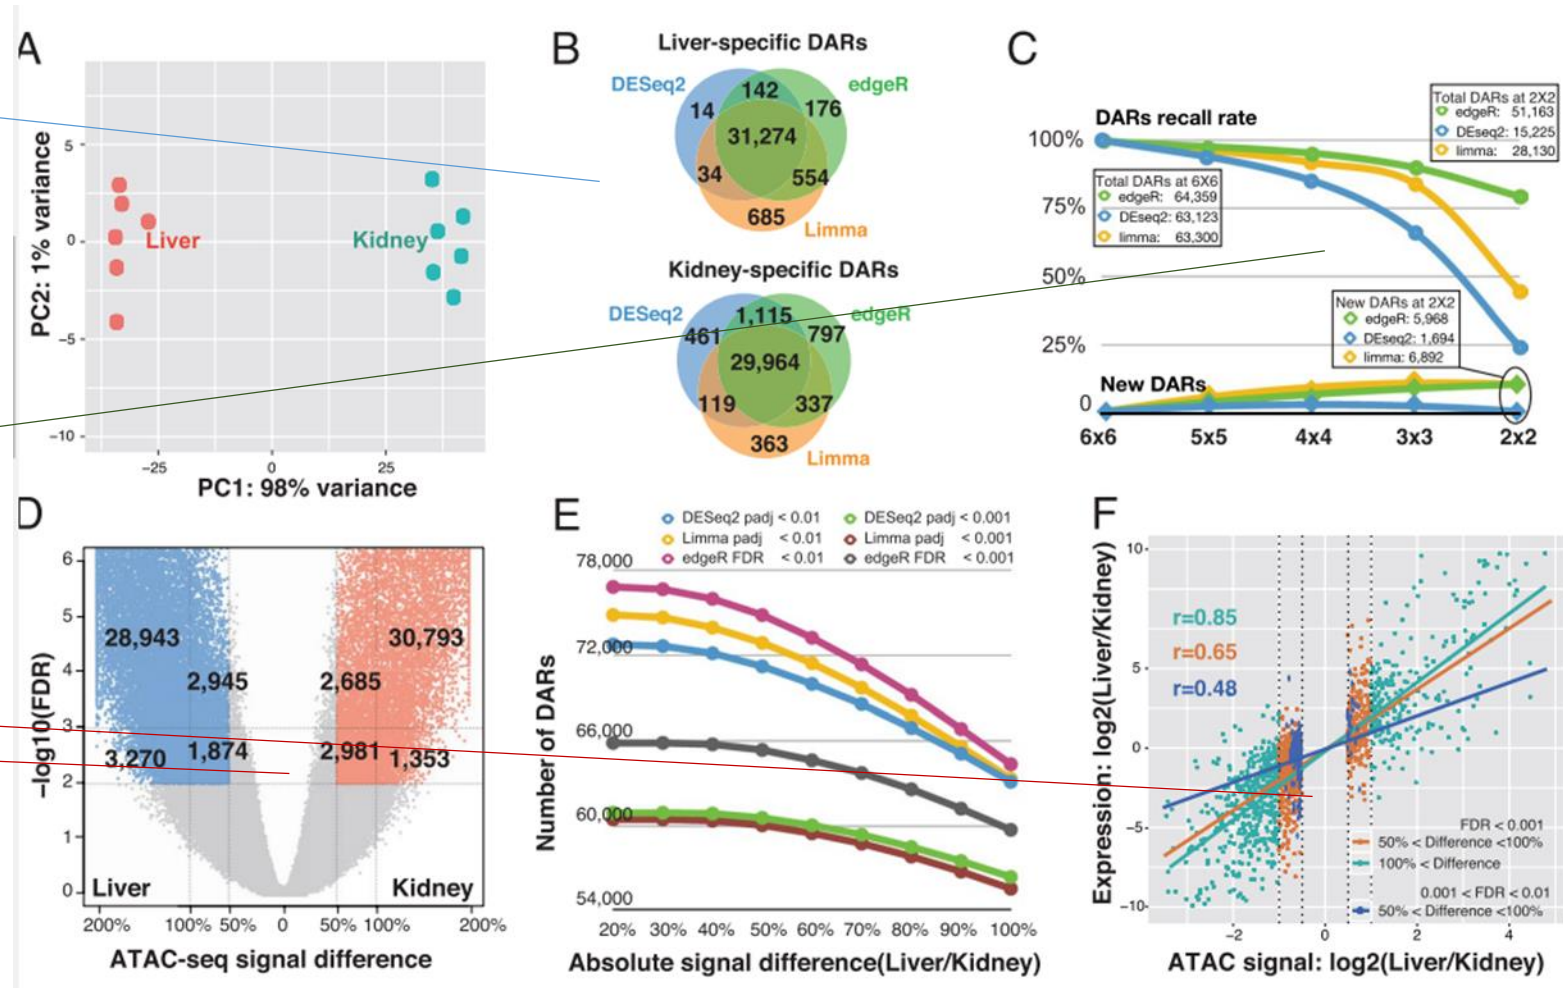 A
PC2: 1% variance
5
0
−5
−10
Liver
Kidney
−25
0
25
PC1: 98% variance
B
Liver-specific DARs
DESeq2
edgeR
142
14
176
31,274
34
554
685
Limma
Kidney-specific DARs
DESeq2
edgeR
1,115
461
797
29,964
119
337
363
Limma
C
DARs recall rate
100%
75%
50%
25%
0
Total DARs at 2X2
edgeR: 51,163
DEseq2: 15,225
limma: 28,130
Total DARs at 6X6
edgeR: 64,359
DEseq2: 63,123
limma: 63,300
New DARs at 2X2
edgeR: 5,968
DEseq2: 1,694
limma: 6,892
New DARs
6x6
5x5
4x4
3x3
2x2
D
−log10(FDR)
6
5
4
3
2
1
0
28,943
30,793
2,945
2,685
3,270
1,874
2,981
1,353
Liver
Kidney
200%
100%
50%
0
50%
100%
200%
ATAC-seq signal difference
E
DESeq2 padj < 0.01
DESeq2 padj < 0.001
Limma padj < 0.01
Limma padj < 0.001
edgeR FDR < 0.01
edgeR FDR < 0.001
Number of DARs
78,000
72,000
66,000
60,000
54,000
20%
30%
40%
50%
60%
70%
80%
90%
100%
Absolute signal difference(Liver/Kidney)
F
Expression: log2(Liver/Kidney)
10
5
0
−5
−10
r=0.85
r=0.65
r=0.48
FDR < 0.001
50% < Difference <100%
100% < Difference
0.001 < FDR < 0.01
50% < Difference <100%
−2
0
2
4
ATAC signal: log2(Liver/Kidney)